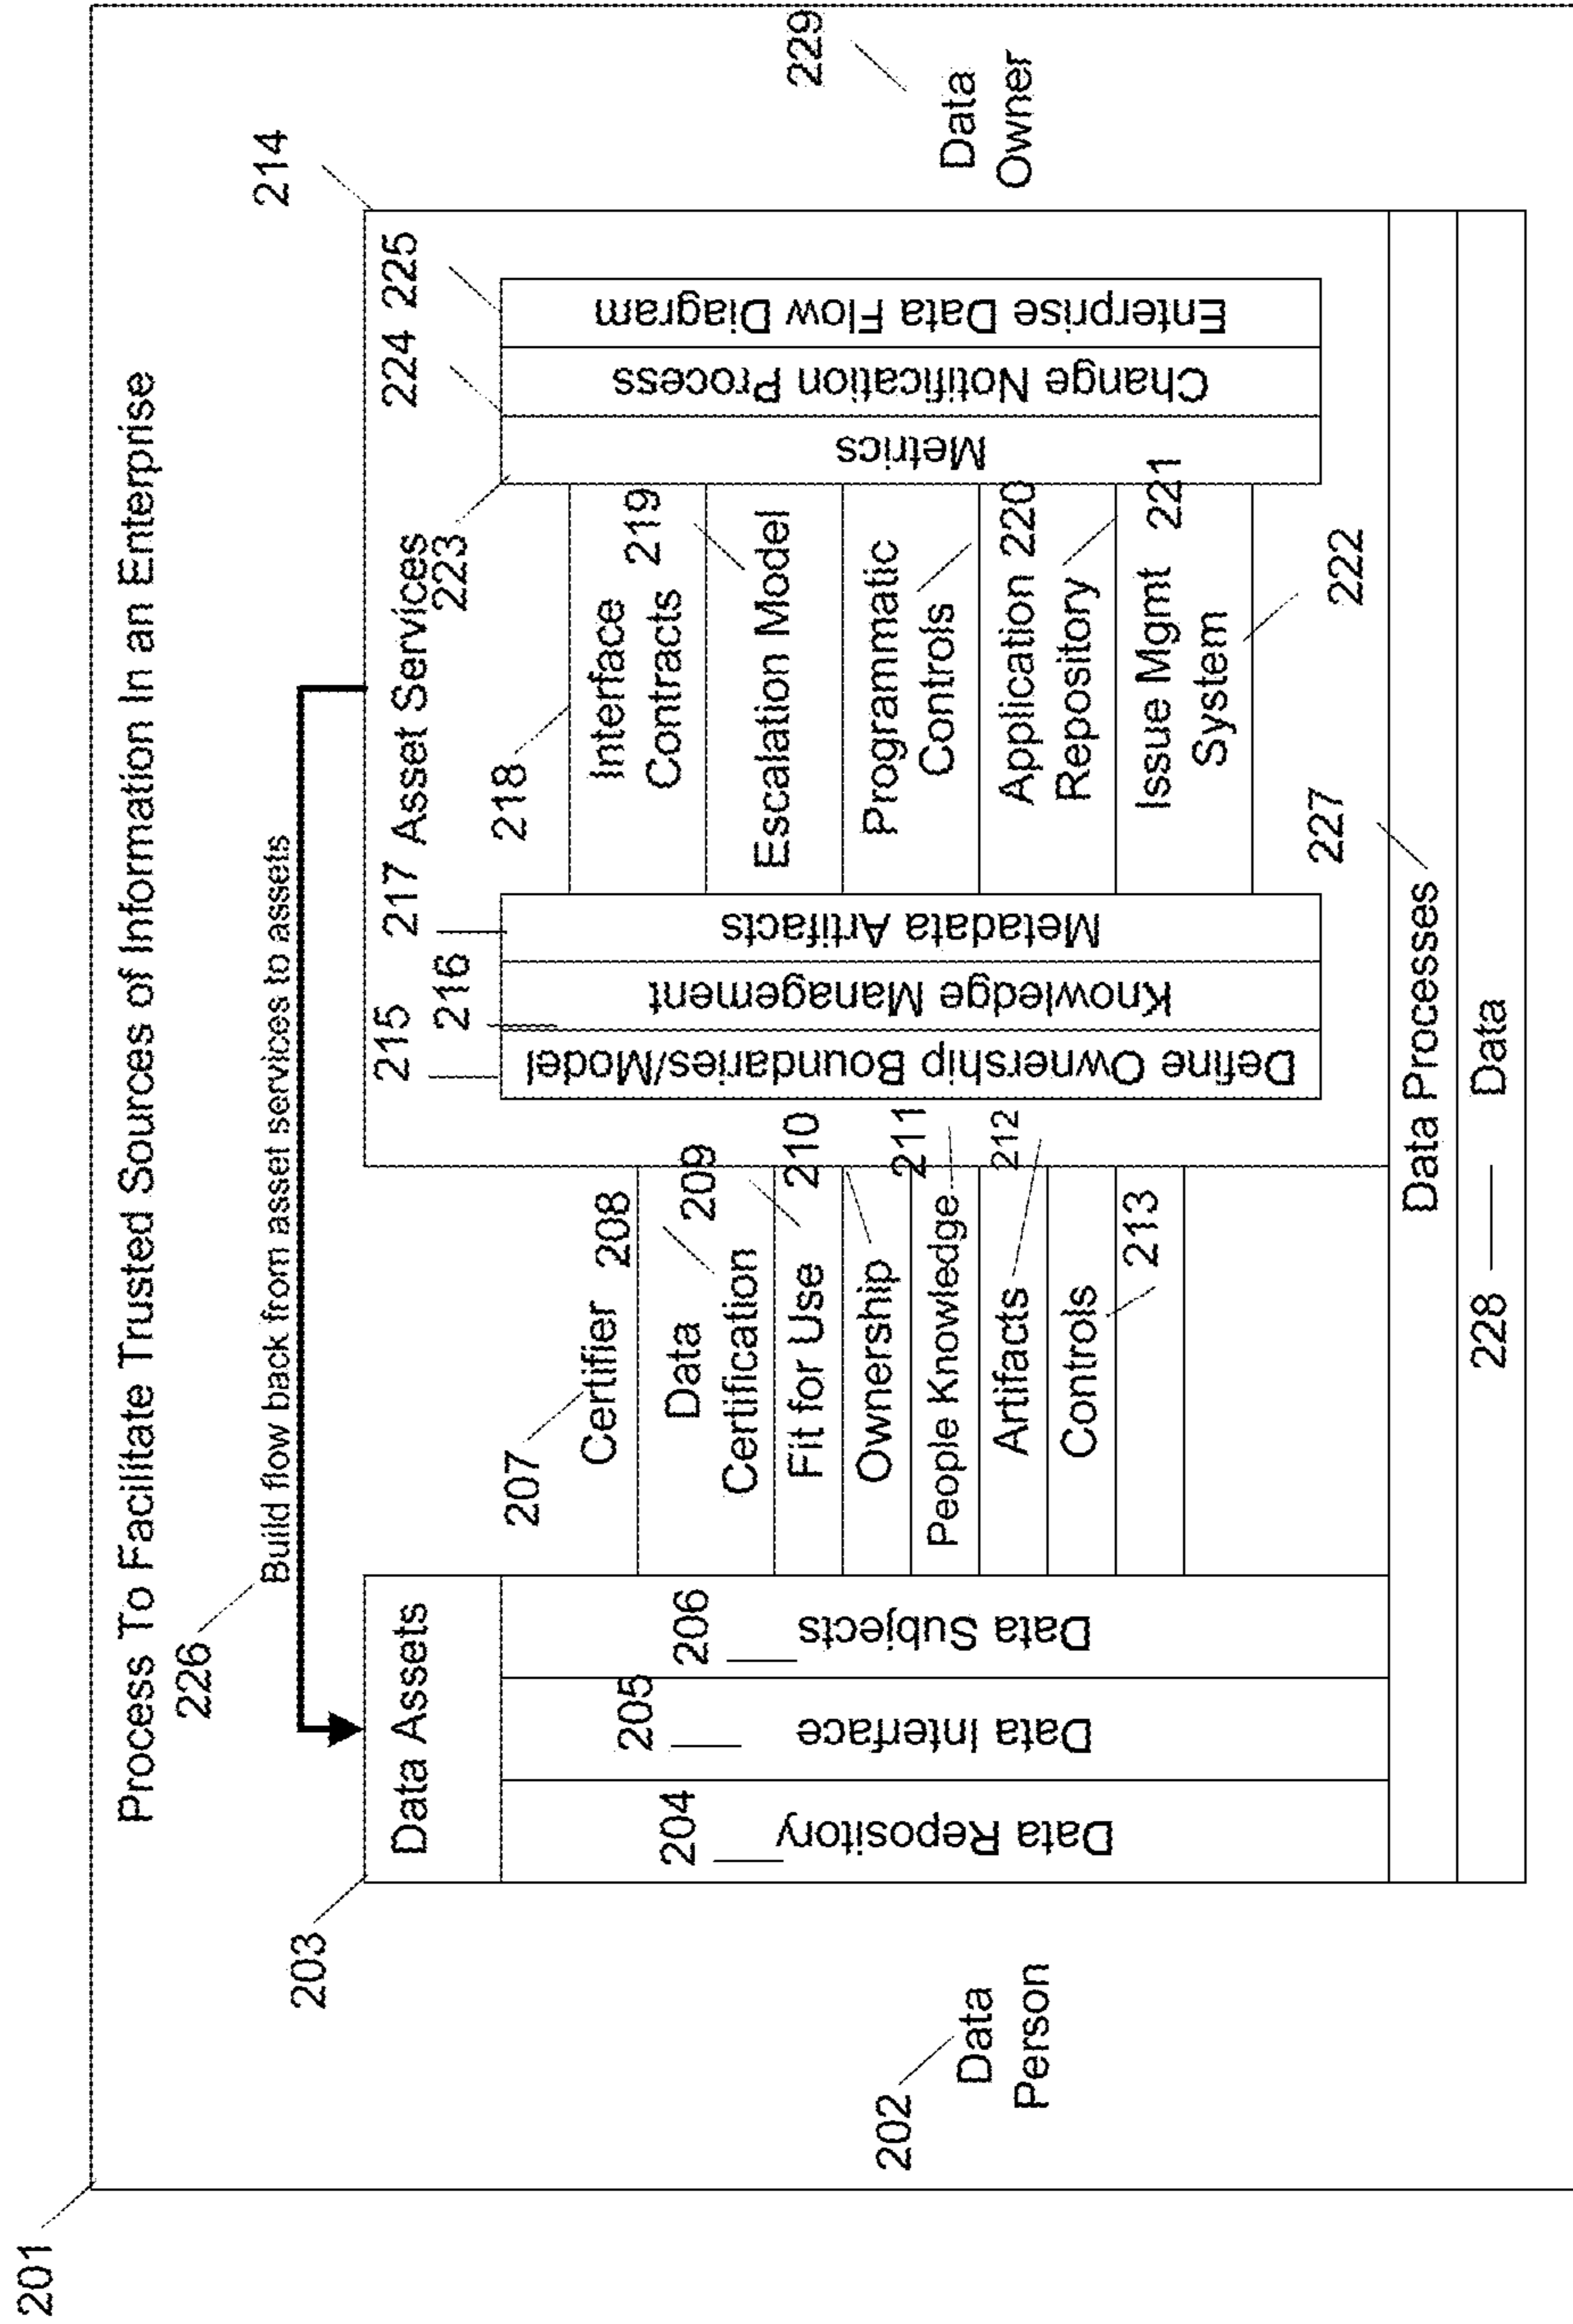 201
Process To Facilitate Trusted Sources of Information In an Enterprise
226
Build flow back from asset services to assets
203
Data Assets
204
Data Repository
205
Data Interface
206
Data Subjects
202
Data
Person
207
Certifier
208
Data
Certification
209
Fit for Use
210
Ownership
211
People Knowledge
212
Artifacts
Controls
213
214
Asset Services
215
Define Ownership Boundaries/Model
216
Knowledge Management
217
Metadata Artifacts
218
Interface
Contracts
219
Escalation Model
Programmatic
Controls
220
Application
Repository
221
Issue Mgmt
System
222
223
Metrics
224
Change Notification Process
225
Enterprise Data Flow Diagram
229
Data
Owner
227
Data Processes
228
Data